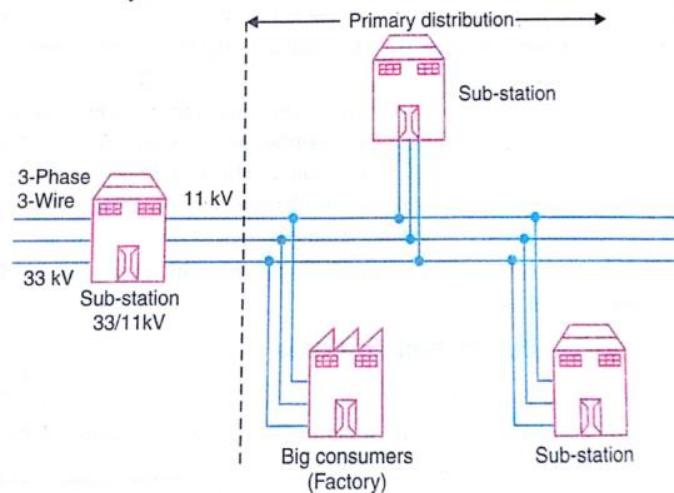 Primary distribution
Sub-station
3-Phase
3-Wire
11 kV
33 kV
Sub-station
33/11kV
Big consumers
(Factory)
Sub-station